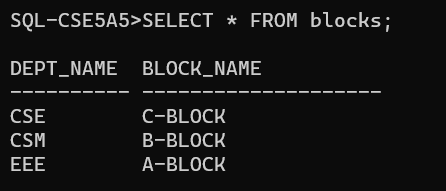 SQL-CSE5A5>SELECT * FROM blocks;
DEPT_NAME  BLOCK_NAME
---------- --------------------
CSE        C-BLOCK
CSM        B-BLOCK
EEE        A-BLOCK